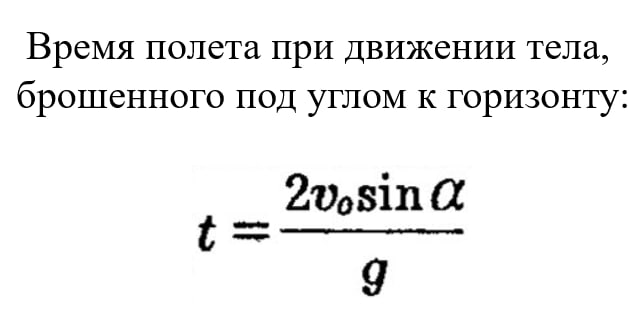 Время полета при движении тела,
брошенного под углом к горизонту:
t = 2v₀sin α / g